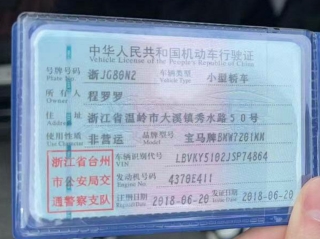 中华人民共和国机动车行驶证
Vehicle License of the People's Republic of China
号牌号码 浙JG80N2 车辆类型 小型轿车
Plate No. Vehicle Type
所有人 程罗罗
Owner
住址 浙江省温岭市大溪镇秀水路50号
Address
使用性质 非营运 品牌型号 宝马牌BMW7201KM
Use Character Model
浙江省台州 车辆识别代号 LBVKY5102JSP74864
VIN
市公安局交 发动机号码 4370E411
Engine No.
通警察支队 注册日期 2018-06-20 发证日期 2018-06-20
Register Date Issue Date